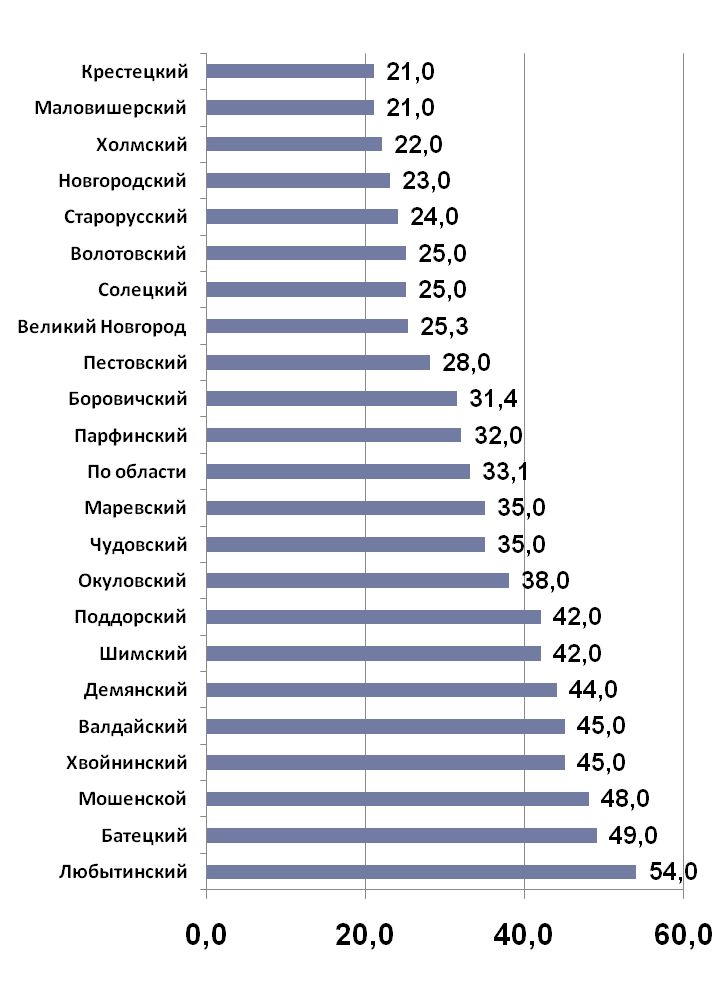 Крестецкий 21,0
Маловишерский 21,0
Холмский 22,0
Новгородский 23,0
Старорусский 24,0
Волотовский 25,0
Солецкий 25,0
Великий Новгород 25,3
Пестовский 28,0
Боровичский 31,4
Парфинский 32,0
По области 33,1
Маревский 35,0
Чудовский 35,0
Окуловский 38,0
Поддорский 42,0
Шимский 42,0
Демянский 44,0
Валдайский 45,0
Хвойнинский 45,0
Мошенской 48,0
Батецкий 49,0
Любытинский 54,0
0,0 20,0 40,0 60,0